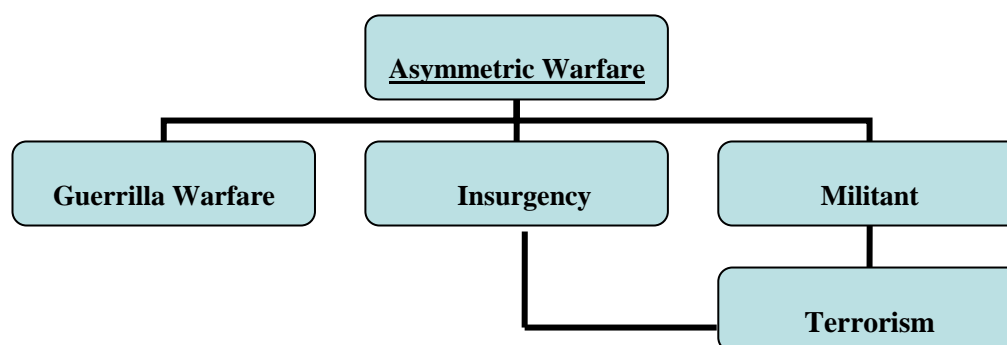 Asymmetric Warfare
Guerrilla Warfare
Insurgency
Militant
Terrorism